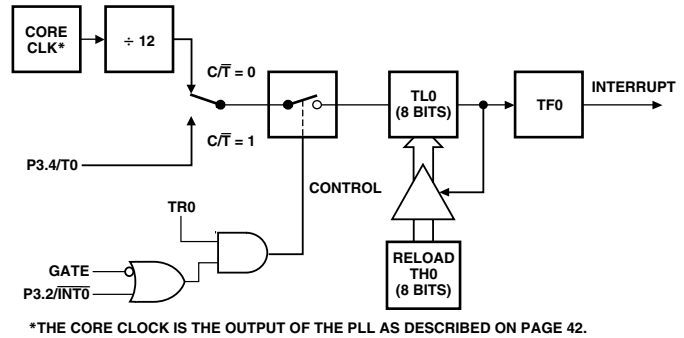 CORE
CLK*
÷ 12
C/T̅ = 0
INTERRUPT
TL0
(8 BITS)
TF0
C/T̅ = 1
P3.4/T0
CONTROL
TR0
RELOAD
TH0
(8 BITS)
GATE
P3.2/I̅N̅T̅0̅
*THE CORE CLOCK IS THE OUTPUT OF THE PLL AS DESCRIBED ON PAGE 42.